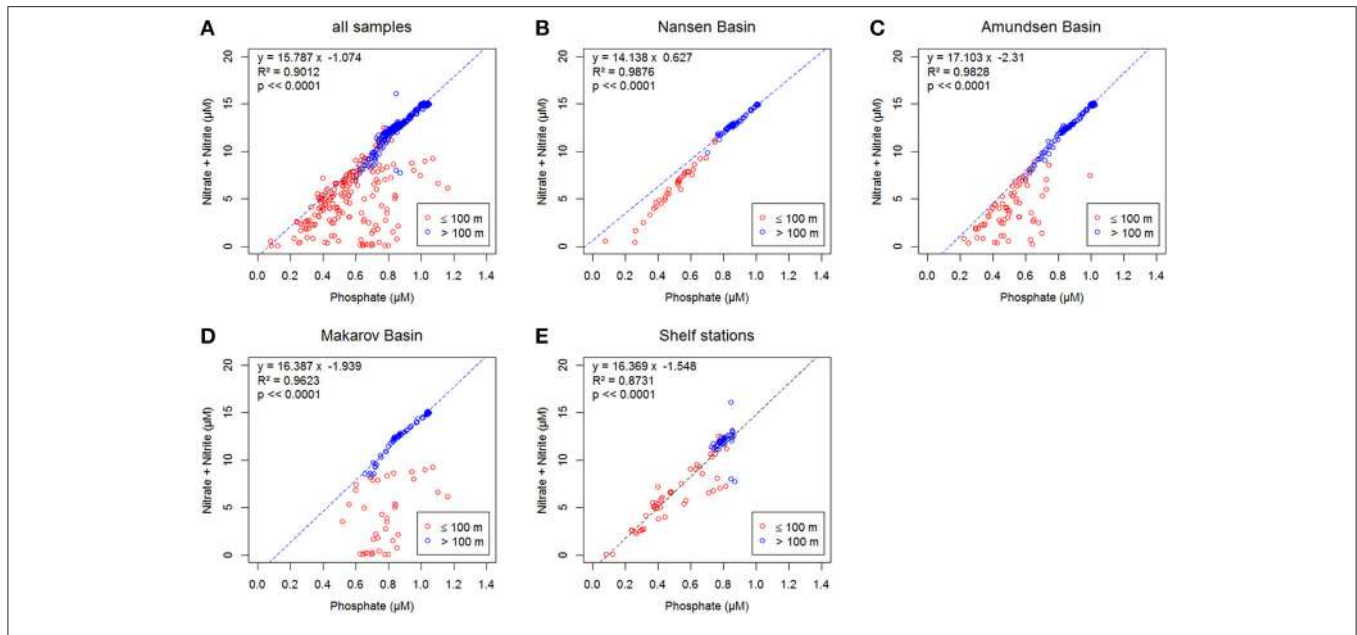 A
all samples
y = 15.787 x -1.074
R² = 0.9012
p << 0.0001
Nitrate + Nitrite (µM)
20
15
10
5
0
≤ 100 m
> 100 m
0.0 0.2 0.4 0.6 0.8 1.0 1.2 1.4
Phosphate (µM)
B
Nansen Basin
y = 14.138 x 0.627
R² = 0.9876
p << 0.0001
Nitrate + Nitrite (µM)
20
15
10
5
0
≤ 100 m
> 100 m
0.0 0.2 0.4 0.6 0.8 1.0 1.2 1.4
Phosphate (µM)
C
Amundsen Basin
y = 17.103 x -2.31
R² = 0.9828
p << 0.0001
Nitrate + Nitrite (µM)
20
15
10
5
0
≤ 100 m
> 100 m
0.0 0.2 0.4 0.6 0.8 1.0 1.2 1.4
Phosphate (µM)
D
Makarov Basin
y = 16.387 x -1.939
R² = 0.9623
p << 0.0001
Nitrate + Nitrite (µM)
20
15
10
5
0
≤ 100 m
> 100 m
0.0 0.2 0.4 0.6 0.8 1.0 1.2 1.4
Phosphate (µM)
E
Shelf stations
y = 16.369 x -1.548
R² = 0.8731
p << 0.0001
Nitrate + Nitrite (µM)
20
15
10
5
0
≤ 100 m
> 100 m
0.0 0.2 0.4 0.6 0.8 1.0 1.2 1.4
Phosphate (µM)